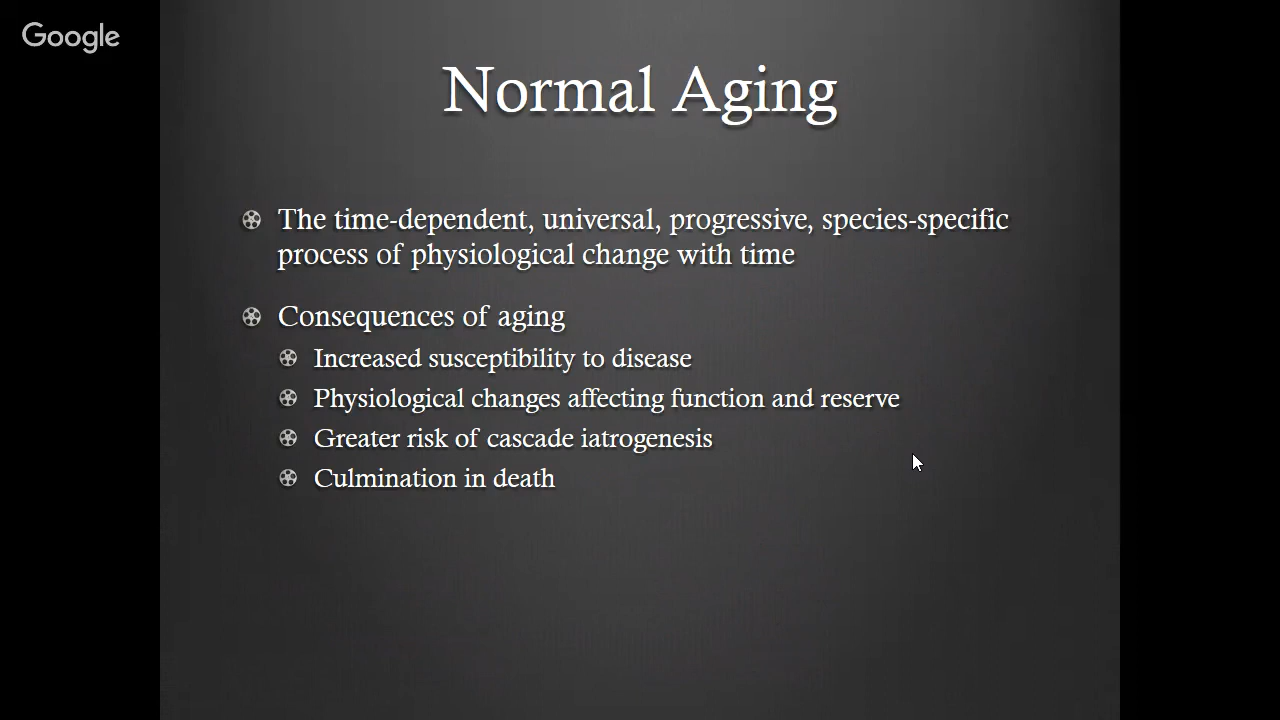 Google
Normal Aging
The time-dependent, universal, progressive, species-specific
process of physiological change with time
Consequences of aging
Increased susceptibility to disease
Physiological changes affecting function and reserve
Greater risk of cascade iatrogenesis
Culmination in death